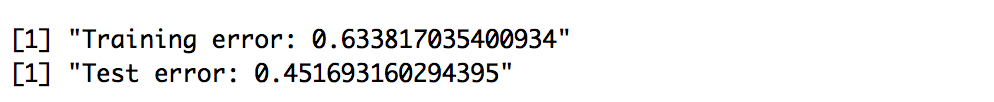 [1] "Training error: 0.633817035400934"
[1] "Test error: 0.451693160294395"